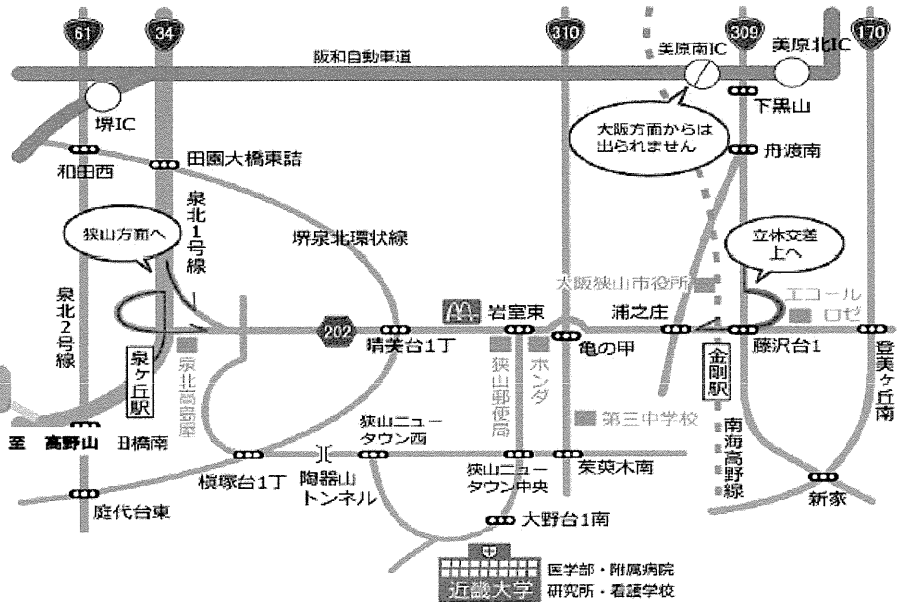 61
34
310
309
170
阪和自動車道
美原南IC
美原北IC
堺IC
下黒山
大阪方面からは
出られません
舟渡南
和田西
田園大橋東詰
泉北1号線
狭山方面へ
堺泉北環状線
立体交差
上へ
大阪狭山市役所
エコール
ロゼ
泉北2号線
202
岩室東
浦之庄
晴美台1丁
亀の甲
藤沢台1
登美ヶ丘南
泉ヶ丘駅
泉北高島屋
狭山郵便局
ホンダ
金剛駅
第三中学校
南海高野線
至 高野山
田橋南
狭山ニュー
タウン西
槇塚台1丁
陶器山
トンネル
狭山ニュー
タウン中央
茱萸木南
新家
庭代台東
大野台1南
近畿大学
医学部・附属病院
研究所・看護学校